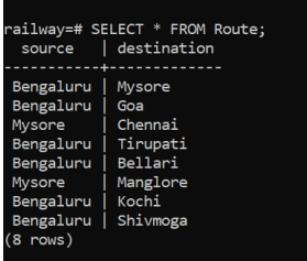 railway=# SELECT * FROM Route;
  source   | destination
-----------+-------------
 Bengaluru | Mysore
 Bengaluru | Goa
 Mysore    | Chennai
 Bengaluru | Tirupati
 Bengaluru | Bellari
 Mysore    | Manglore
 Bengaluru | Kochi
 Bengaluru | Shivmoga
(8 rows)